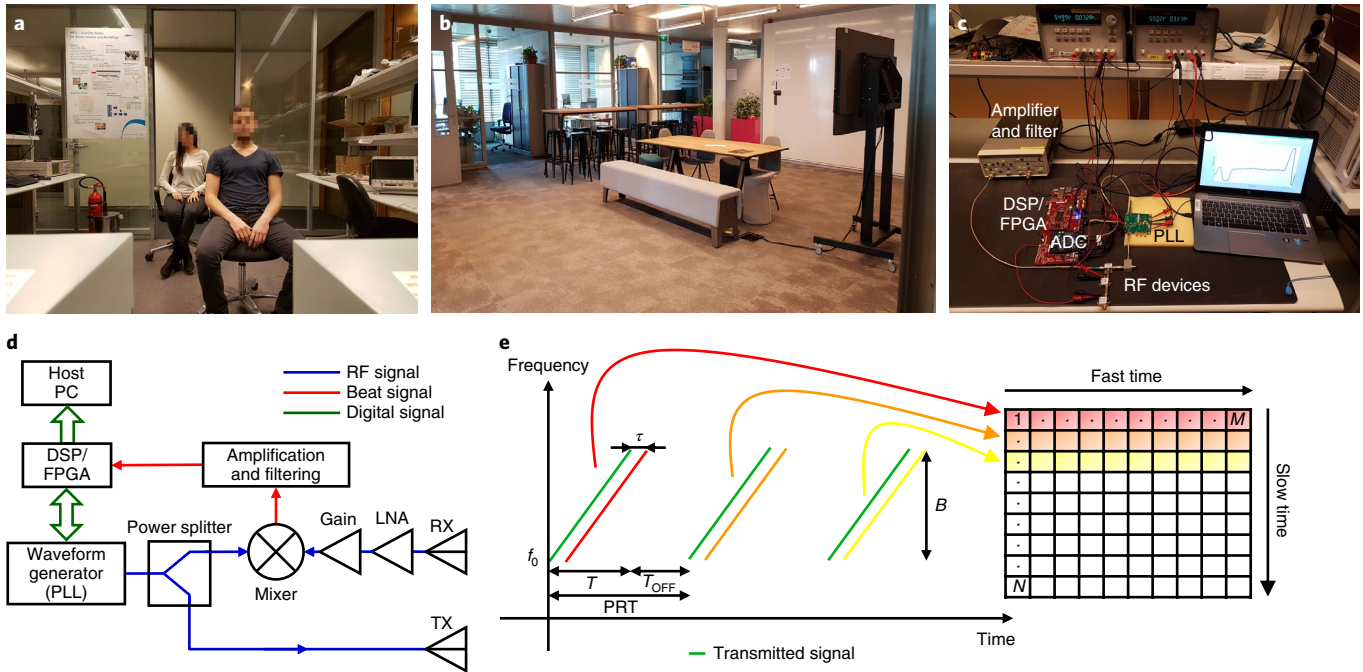 a
b
c
Amplifier
and filter
DSP/
FPGA
ADC
PLL
RF devices
d
Host
PC
RF signal
Beat signal
Digital signal
DSP/
FPGA
Amplification
and filtering
Power splitter
Gain
LNA
RX
Waveform
generator
(PLL)
Mixer
TX
e
Frequency
Fast time
τ
1 · · · · · · · M
·
·
·
·
·
·
·
N
Slow time
B
f₀
T
T_OFF
PRT
Time
Transmitted signal